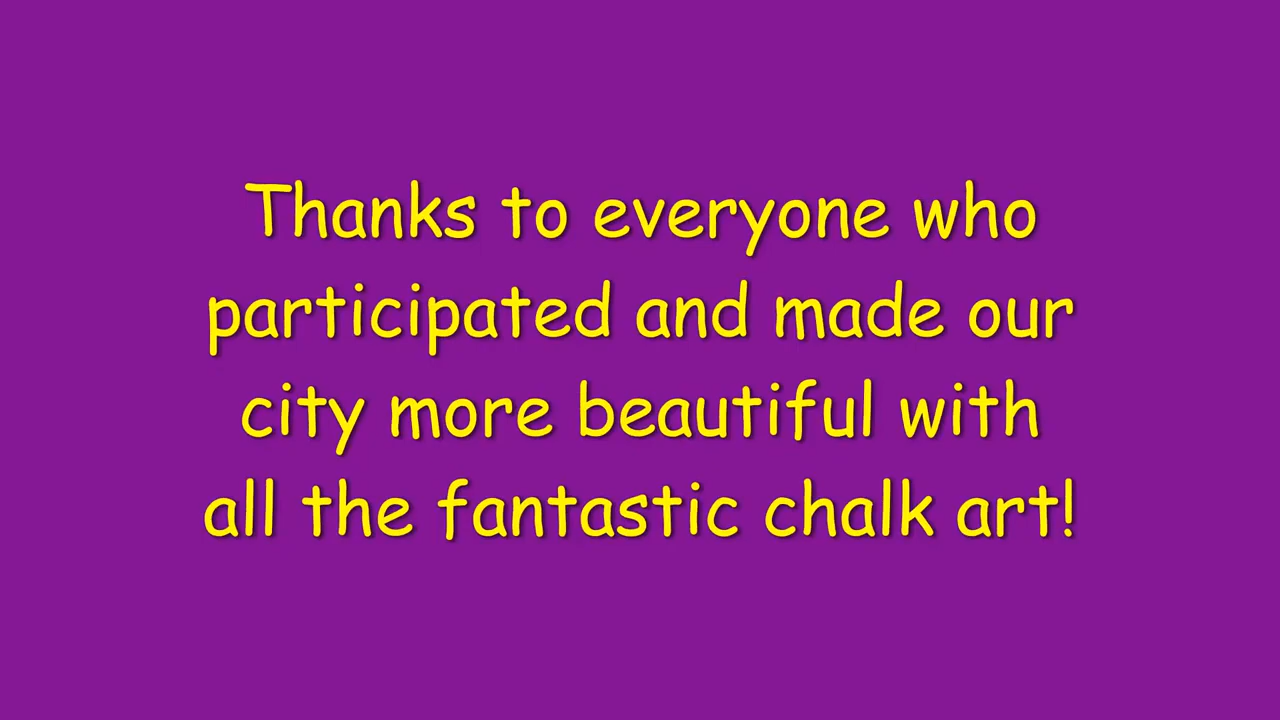 Thanks to everyone who
participated and made our
city more beautiful with
all the fantastic chalk art!